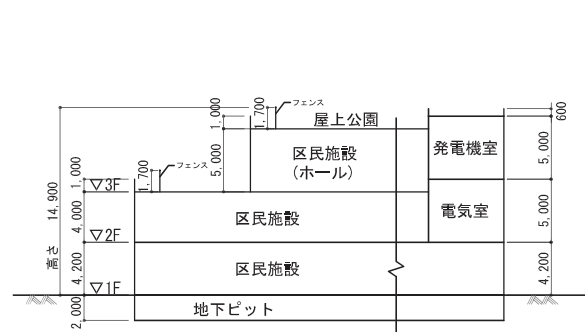 フェンス
1,000
1,700
屋上公園
600
区民施設
(ホール)
発電機室
5,000
5,000
フェンス
1,700
1,000
▽3F
14,900
高さ
4,000
区民施設
電気室
5,000
▽2F
4,200
区民施設
4,200
▽1F
2,000
地下ピット